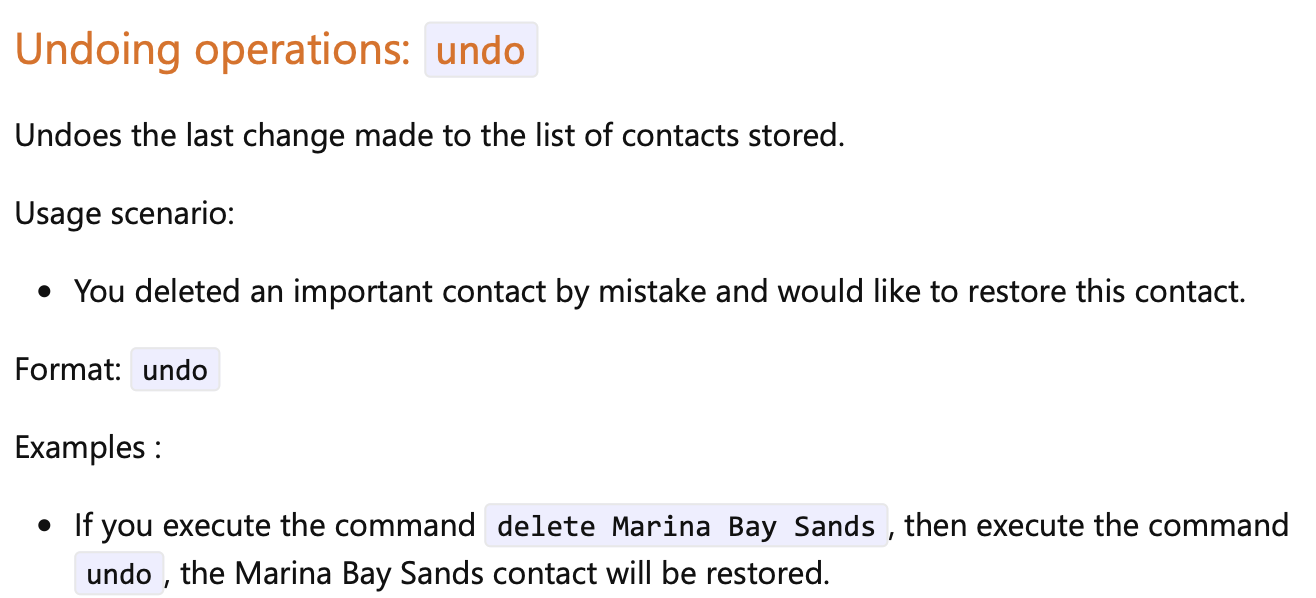 Undoing operations: undo
Undoes the last change made to the list of contacts stored.
Usage scenario:
• You deleted an important contact by mistake and would like to restore this contact.
Format: undo
Examples :
• If you execute the command delete Marina Bay Sands, then execute the command
undo, the Marina Bay Sands contact will be restored.